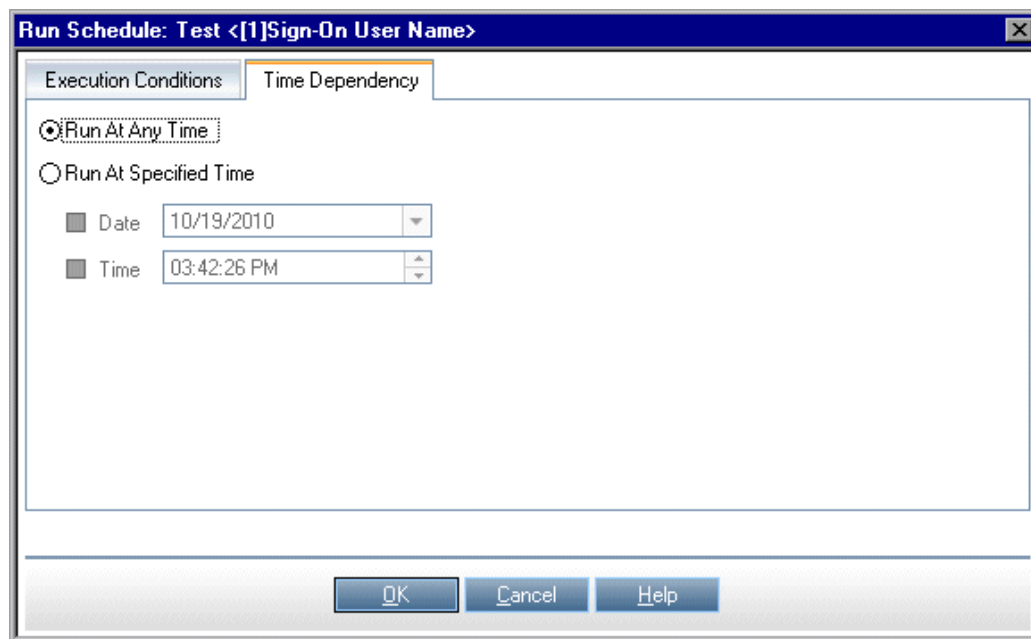 Run Schedule: Test <[1]Sign-On User Name>
Execution Conditions Time Dependency
Run At Any Time
Run At Specified Time
Date 10/19/2010
Time 03:42:26 PM
OK Cancel Help